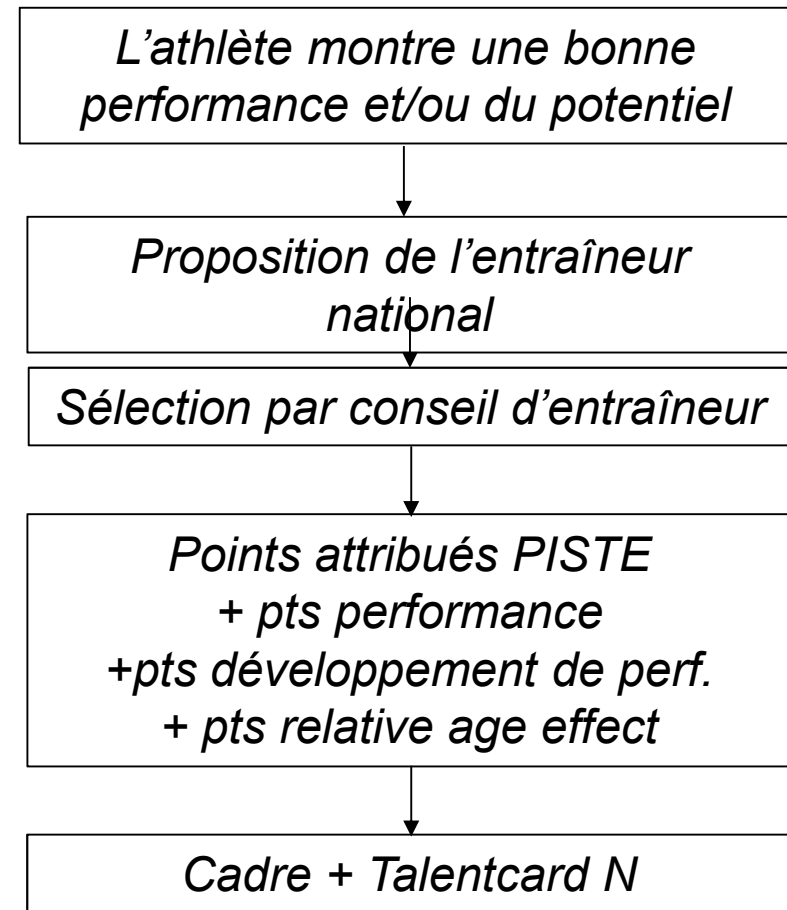 L’athlète montre une bonne
performance et/ou du potentiel
Proposition de l’entraîneur
national
Sélection par conseil d’entraîneur
Points attribués PISTE
+ pts performance
+pts développement de perf.
+ pts relative age effect
Cadre + Talentcard N